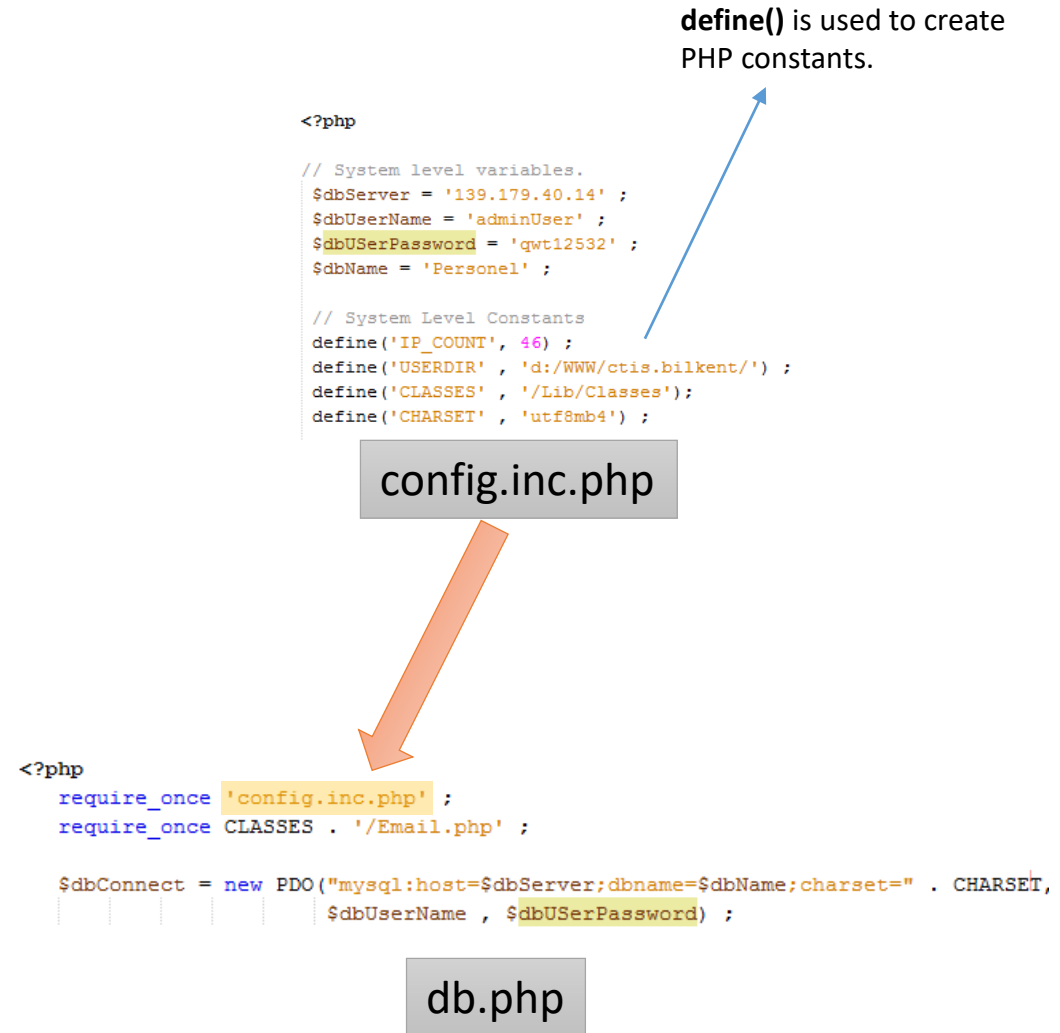 define() is used to create
PHP constants.
<?php
// System level variables.
$dbServer = '139.179.40.14' ;
$dbUserName = 'adminUser' ;
$dbUSerPassword = 'qwt12532' ;
$dbName = 'Personel' ;
// System Level Constants
define('IP_COUNT', 46) ;
define('USERDIR' , 'd:/WWW/ctis.bilkent/') ;
define('CLASSES' , '/Lib/Classes');
define('CHARSET' , 'utf8mb4') ;
config.inc.php
<?php
require_once 'config.inc.php' ;
require_once CLASSES . '/Email.php' ;
$dbConnect = new PDO("mysql:host=$dbServer;dbname=$dbName;charset=" . CHARSET,
$dbUserName , $dbUSerPassword) ;
db.php